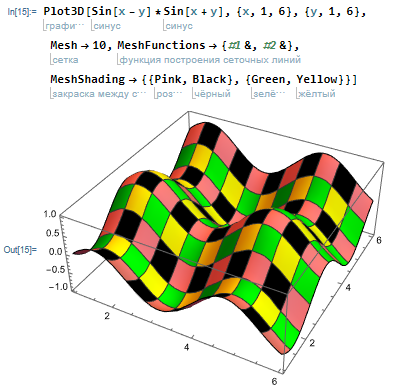 In[15]:= Plot3D[Sin[x - y] * Sin[x + y], {x, 1, 6}, {y, 1, 6},
графи⋯ синус синус
Mesh → 10, MeshFunctions → {#1 &, #2 &},
сетка функция построения сеточных линий
MeshShading → {{Pink, Black}, {Green, Yellow}}]
закраска между с⋯ роз⋯ чёрный зелё⋯ жёлтый
Out[15]=
1.0
0.5
0.0
-0.5
-1.0
2
4
6
2
4
6